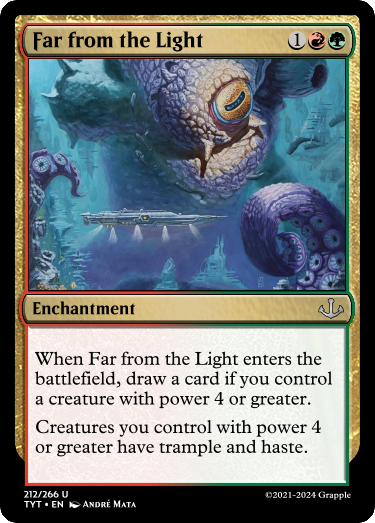 Far from the Light 1
Enchantment
When Far from the Light enters the
battlefield, draw a card if you control
a creature with power 4 or greater.
Creatures you control with power 4
or greater have trample and haste.
212/266 U
TYT • EN André Mata
©2021-2024 Grapple